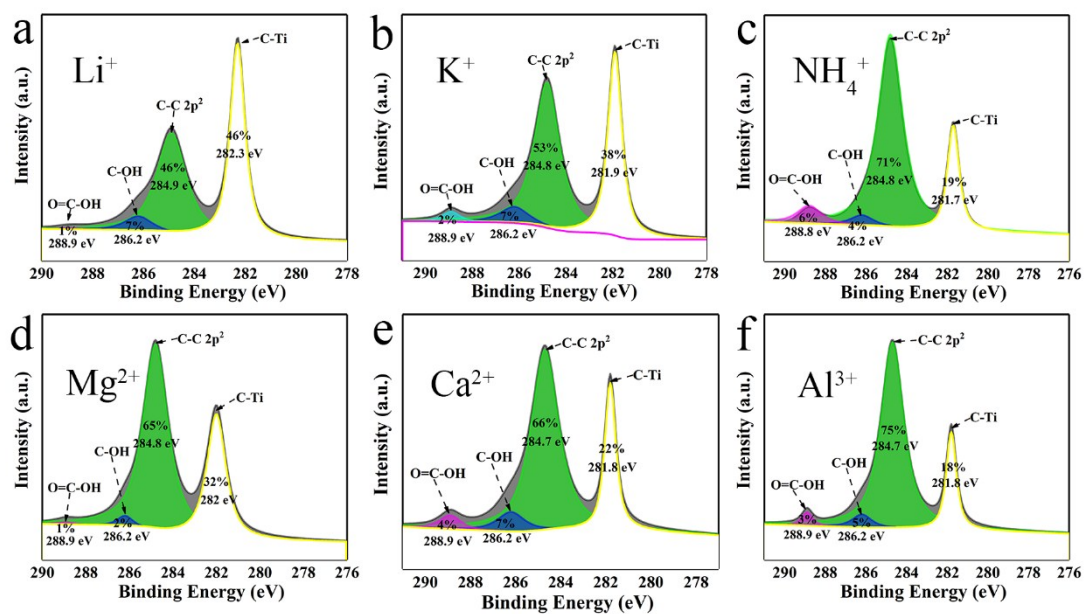 a
Li+
C-Ti
C-C 2p²
C-OH
O=C-OH
46%
282.3 eV
46%
284.9 eV
7%
286.2 eV
1%
288.9 eV
Intensity (a.u.)
290 288 286 284 282 280 278
Binding Energy (eV)
b
K+
C-Ti
C-C 2p²
C-OH
O=C-OH
38%
281.9 eV
53%
284.8 eV
7%
286.2 eV
2%
288.9 eV
Intensity (a.u.)
290 288 286 284 282 280 278
Binding Energy (eV)
c
NH4+
C-C 2p²
C-Ti
C-OH
O=C-OH
71%
284.8 eV
19%
281.7 eV
6%
288.8 eV
4%
286.2 eV
Intensity (a.u.)
290 288 286 284 282 280 278
Binding Energy (eV)
d
Mg2+
C-C 2p²
C-Ti
C-OH
O=C-OH
65%
284.8 eV
32%
282 eV
2%
286.2 eV
1%
288.9 eV
Intensity (a.u.)
290 288 286 284 282 280 278 276
Binding Energy (eV)
e
Ca2+
C-C 2p²
C-Ti
C-OH
O=C-OH
66%
284.7 eV
22%
281.8 eV
4%
288.9 eV
7%
286.2 eV
Intensity (a.u.)
290 288 286 284 282 280 278 276
Binding Energy (eV)
f
Al3+
C-C 2p²
C-Ti
C-OH
O=C-OH
75%
284.7 eV
18%
281.8 eV
3%
288.9 eV
5%
286.2 eV
Intensity (a.u.)
290 288 286 284 282 280 278 276
Binding Energy (eV)